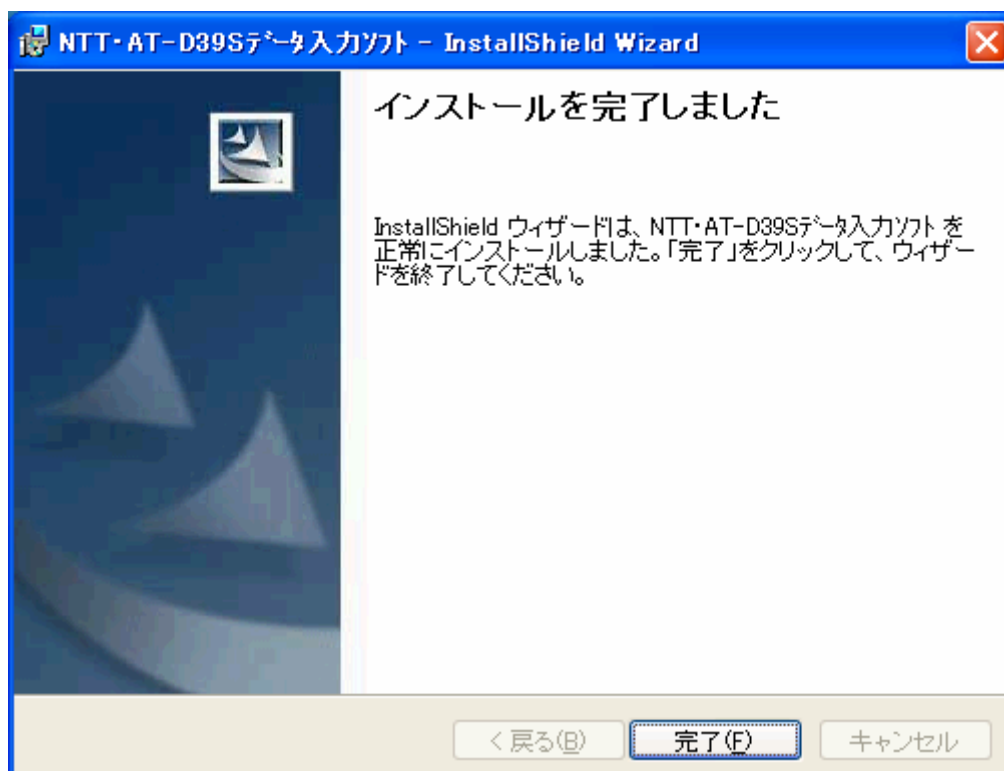 NTT・AT-D39Sﾃﾞｰﾀ入力ｿﾌﾄ - InstallShield Wizard
インストールを完了しました
InstallShield ウィザードは、NTT・AT-D39Sﾃﾞｰﾀ入力ｿﾌﾄ を
正常にインストールしました。「完了」をクリックして、ウィザー
ドを終了してください。
< 戻る(B)
完了(F)
キャンセル